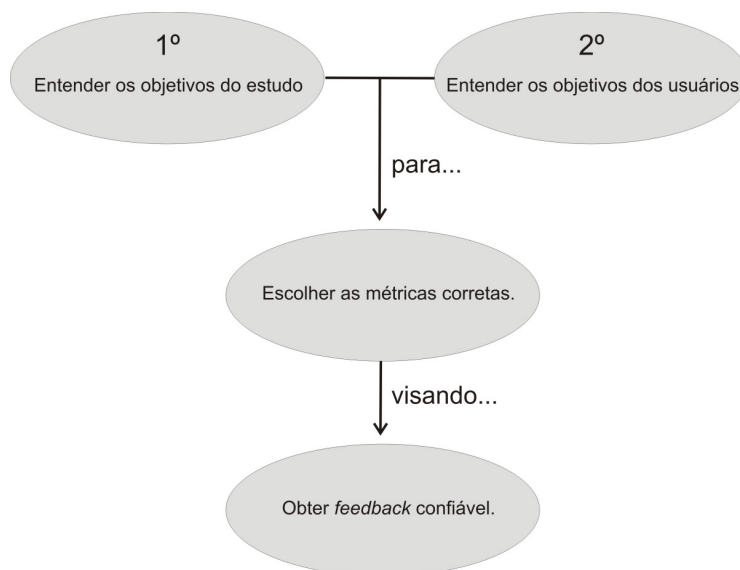 1º
Entender os objetivos do estudo
2º
Entender os objetivos dos usuários
para...
Escolher as métricas corretas.
visando...
Obter feedback confiável.